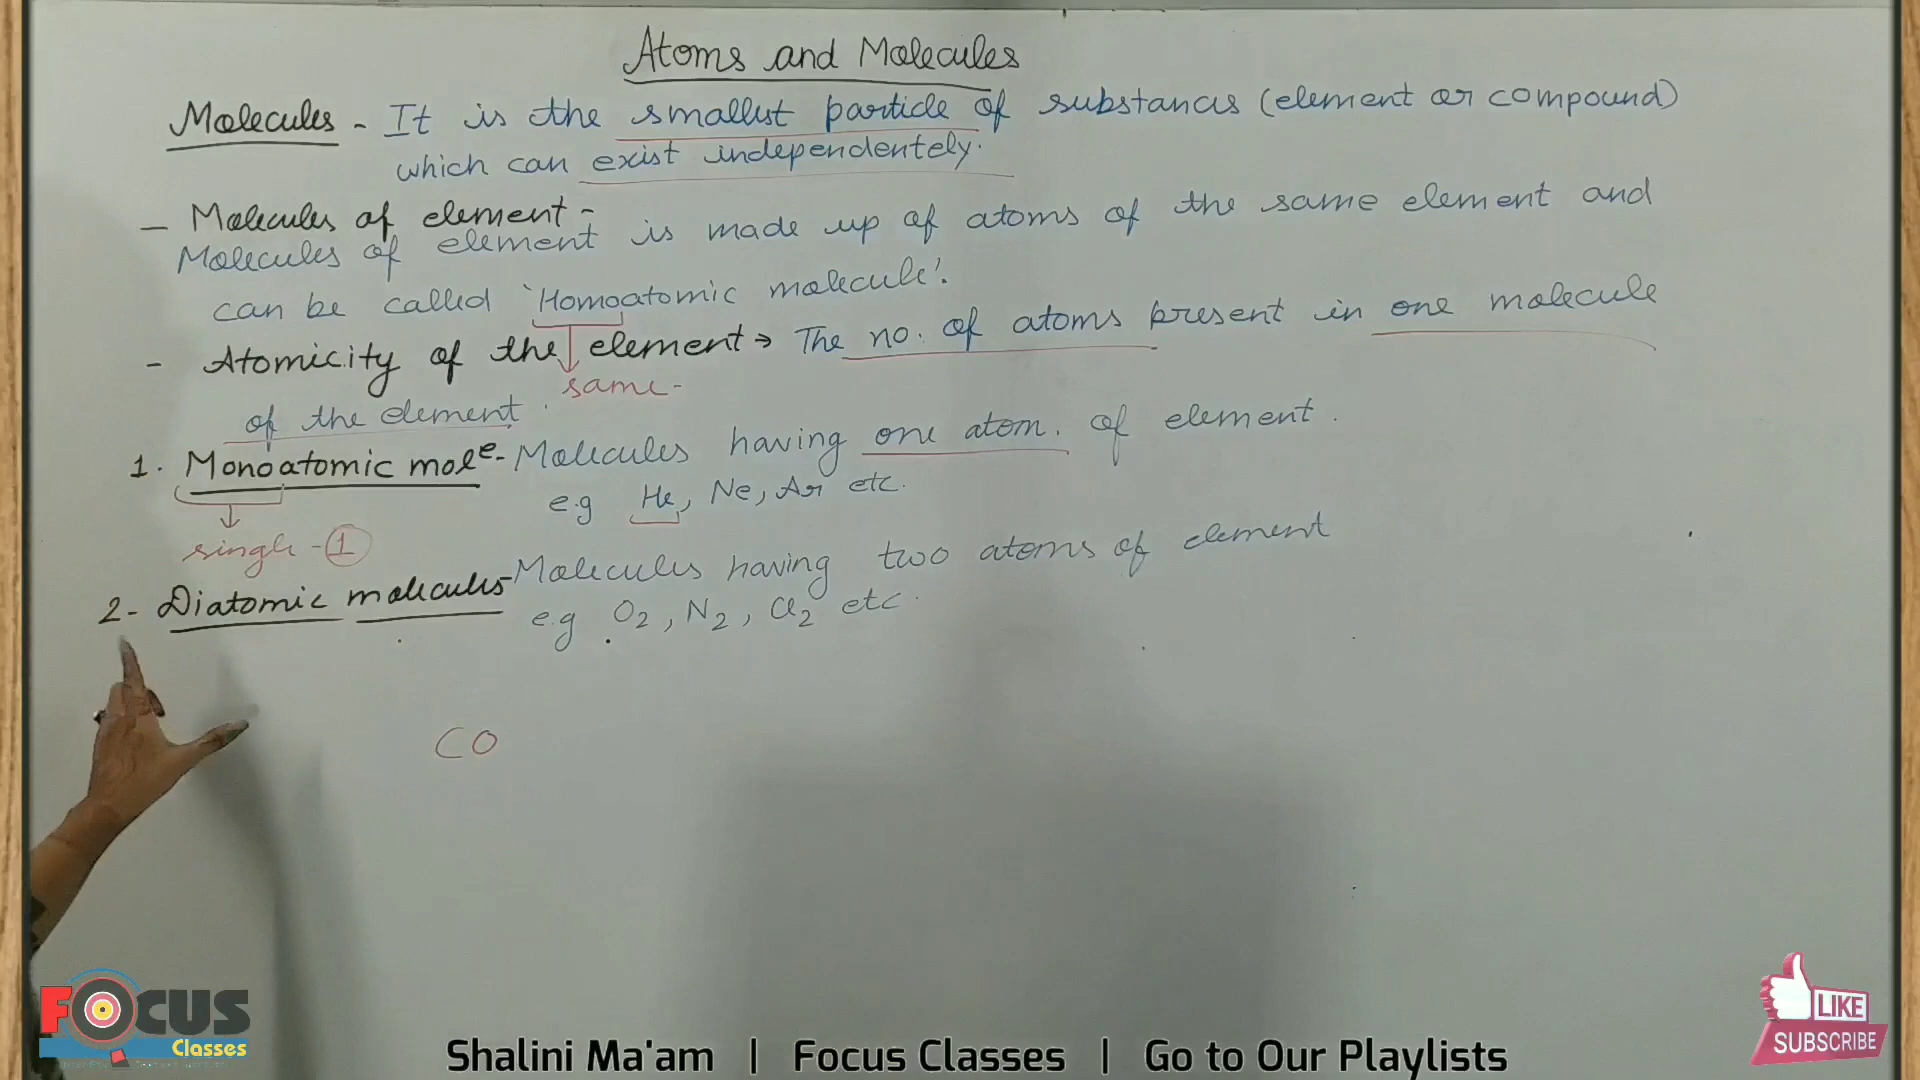 Atoms and Molecules
Molecules - It is the smallest particle of substances (element or compound)
which can exist independentely.
- Molecules of element -
Molecules of element is made up of atoms of the same element and
can be called 'Homoatomic molecule'.
- Atomicity of the element → The no. of atoms present in one molecule
same -
of the element.
1. Monoatomic mole - Molecules having one atom. of element.
e.g He, Ne, Ar etc.
single - 1
2 - Diatomic molecules - Molecules having two atoms of element
e.g O2, N2, Cl2 etc.
CO
FOCUS
Classes
LIKE
SUBSCRIBE
Shalini Ma'am | Focus Classes | Go to Our Playlists